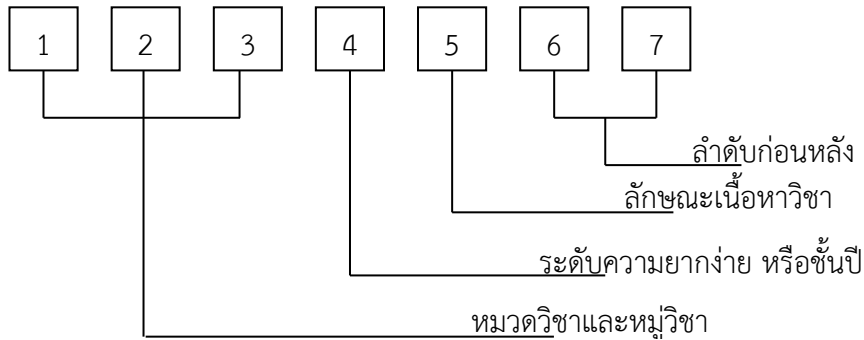 1 2 3 4 5 6 7
ลำดับก่อนหลัง
ลักษณะเนื้อหาวิชา
ระดับความยากง่าย หรือชั้นปี
หมวดวิชาและหมู่วิชา